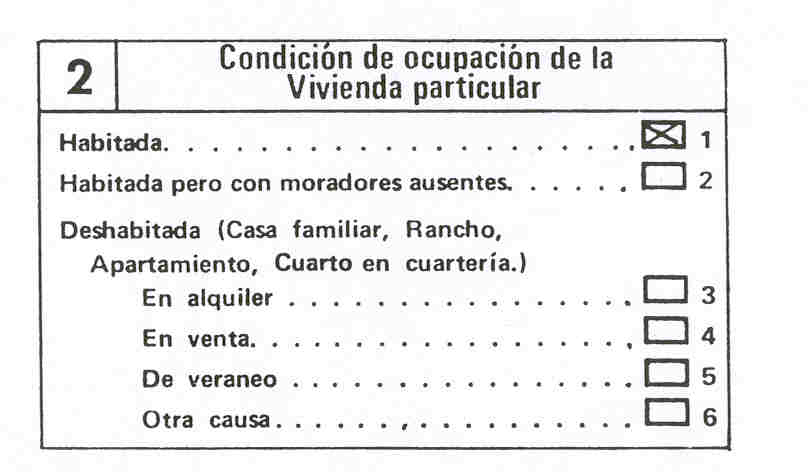 2
Condición de ocupación de la
Vivienda particular
Habitada. . . . . . . . . . . . . . . . . . . . . . ☒ 1
Habitada pero con moradores ausentes. . . . . . . ☐ 2
Deshabitada (Casa familiar, Rancho,
Apartamiento, Cuarto en cuartería.)
En alquiler . . . . . . . . . . . . . . . . . ☐ 3
En venta. . . . . . . . . . . . . . . . . . , ☐ 4
De veraneo . . . . . . . . . . . . . . . . . ☐ 5
Otra causa. . . . . . , . . . . . . . . . . . ☐ 6